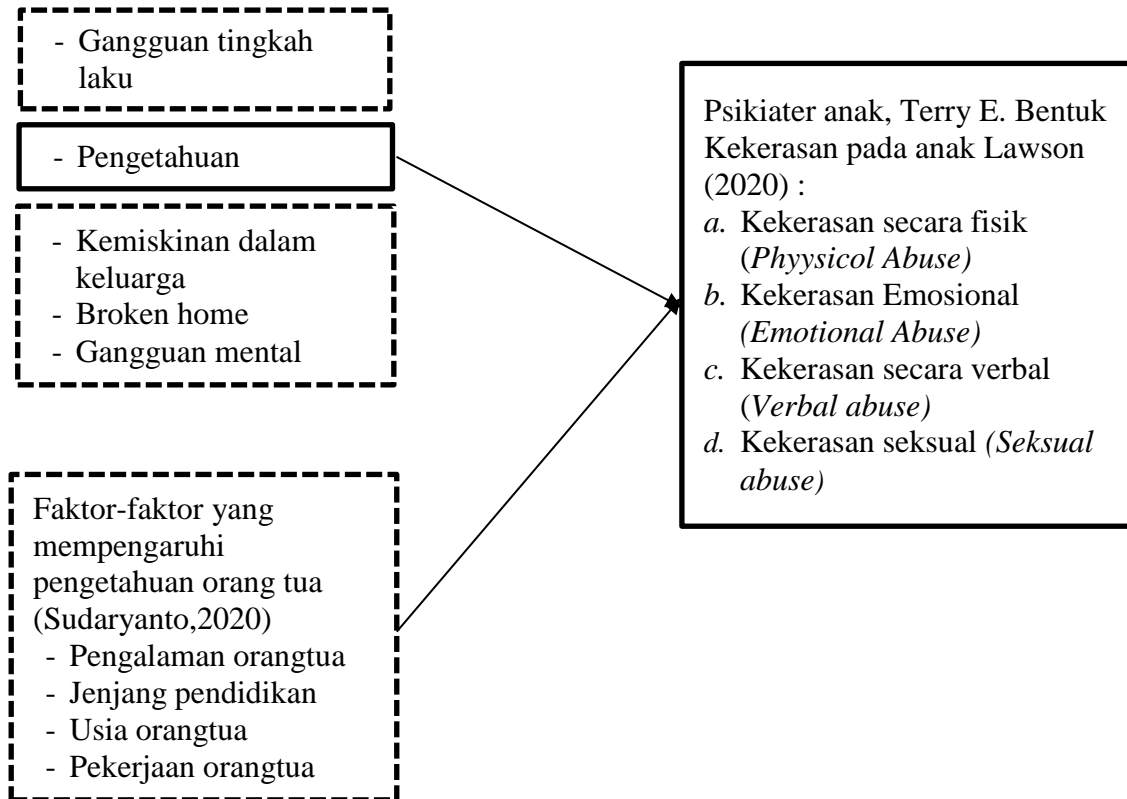 - Gangguan tingkah
laku
- Pengetahuan
- Kemiskinan dalam
keluarga
- Broken home
- Gangguan mental
Faktor-faktor yang
mempengaruhi
pengetahuan orang tua
(Sudaryanto,2020)
- Pengalaman orangtua
- Jenjang pendidikan
- Usia orangtua
- Pekerjaan orangtua
Psikiater anak, Terry E. Bentuk
Kekerasan pada anak Lawson
(2020) :
a. Kekerasan secara fisik
(Phyysicol Abuse)
b. Kekerasan Emosional
(Emotional Abuse)
c. Kekerasan secara verbal
(Verbal abuse)
d. Kekerasan seksual (Seksual
abuse)